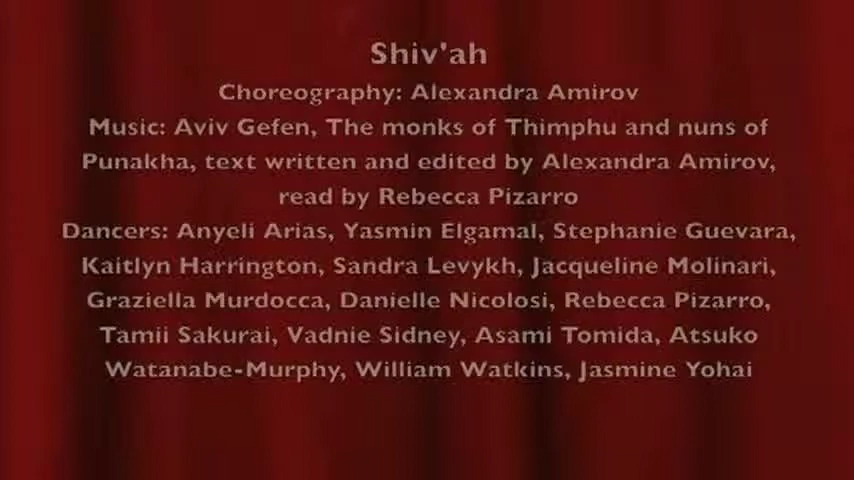 Shiv'ah
Choreography: Alexandra Amirov
Music: Aviv Gefen, The monks of Thimphu and nuns of
Punakha, text written and edited by Alexandra Amirov,
read by Rebecca Pizarro
Dancers: Anyeli Arias, Yasmin Elgamal, Stephanie Guevara,
Kaitlyn Harrington, Sandra Levykh, Jacqueline Molinari,
Graziella Murdocca, Danielle Nicolosi, Rebecca Pizarro,
Tamii Sakurai, Vadnie Sidney, Asami Tomida, Atsuko
Watanabe-Murphy, William Watkins, Jasmine Yohai